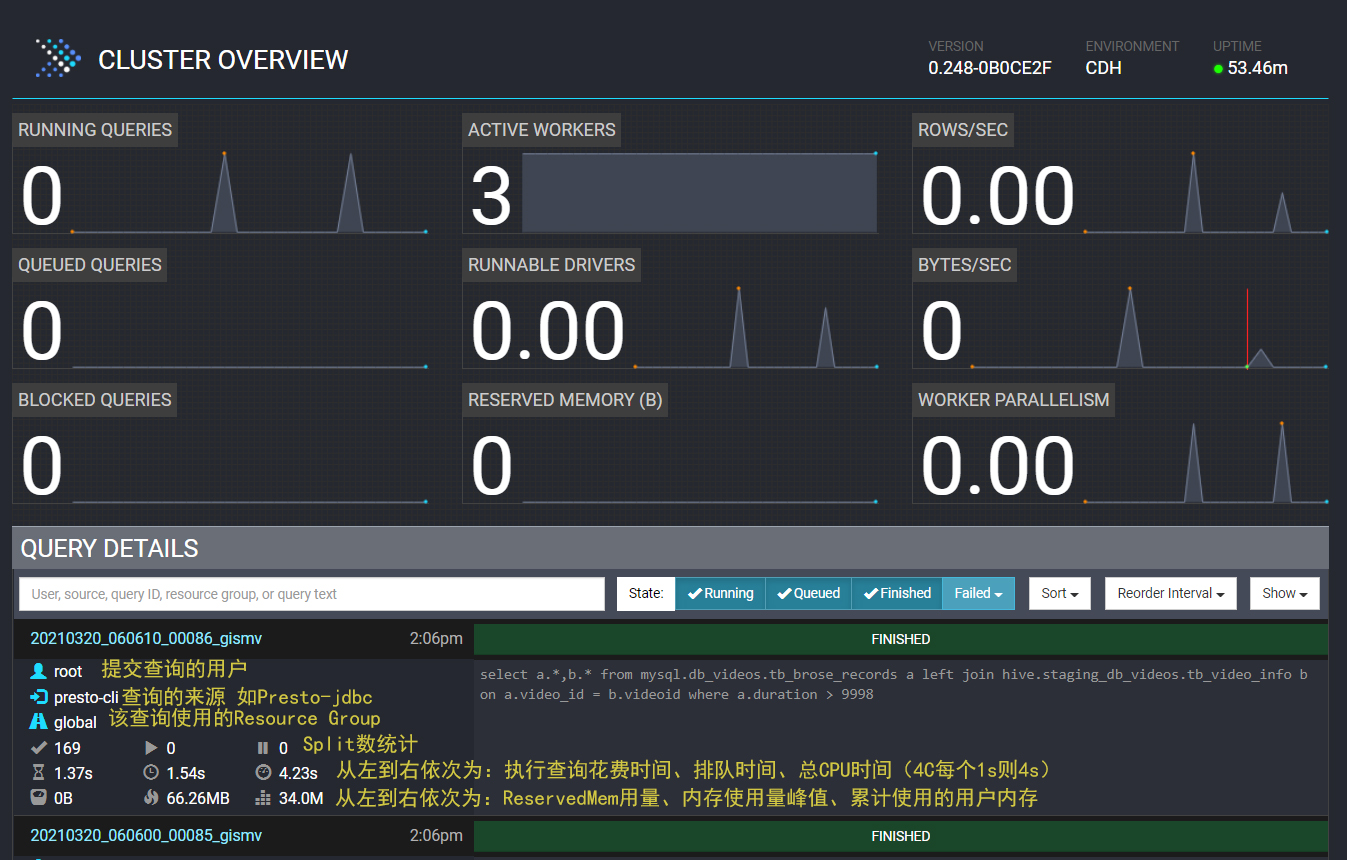 CLUSTER OVERVIEW
VERSION
0.248-0B0CE2F
ENVIRONMENT
CDH
UPTIME
53.46m
RUNNING QUERIES
0
ACTIVE WORKERS
3
ROWS/SEC
0.00
QUEUED QUERIES
0
RUNNABLE DRIVERS
0.00
BYTES/SEC
0
BLOCKED QUERIES
0
RESERVED MEMORY (B)
0
WORKER PARALLELISM
0.00
QUERY DETAILS
User, source, query ID, resource group, or query text
State: Running Queued Finished Failed Sort Reorder Interval Show
20210320_060610_00086_gismv 2:06pm FINISHED
root 提交查询的用户
presto-cli 查询的来源 如Presto-jdbc
global 该查询使用的Resource Group
169 0 0 Split数统计
1.37s 1.54s 4.23s 从左到右依次为：执行查询花费时间、排队时间、总CPU时间（4C每个1s则4s）
0B 66.26MB 34.0M 从左到右依次为：ReservedMem用量、内存使用量峰值、累计使用的用户内存
select a.*,b.* from mysql.db_videos.tb_brose_records a left join hive.staging_db_videos.tb_video_info b
on a.video_id = b.videoid where a.duration > 9998
20210320_060600_00085_gismv 2:06pm FINISHED